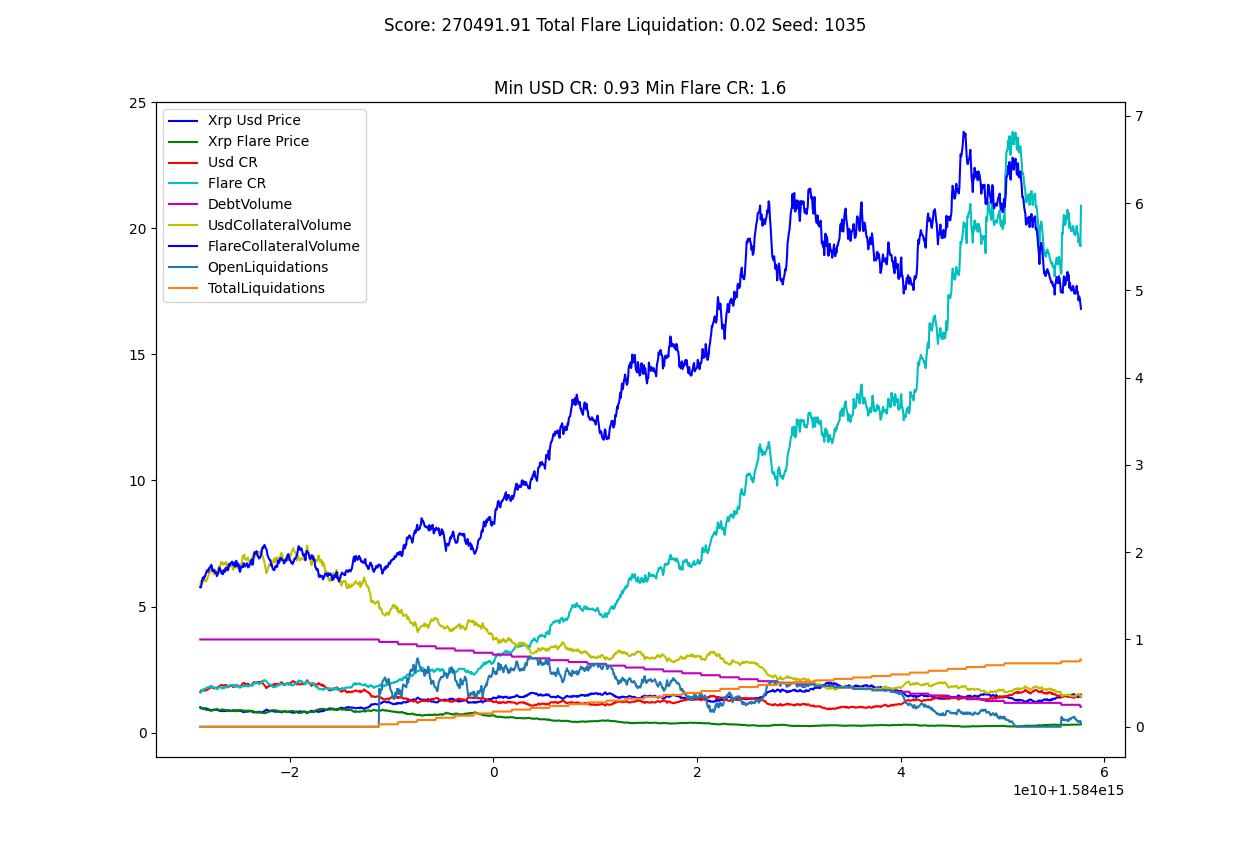 Score: 270491.91 Total Flare Liquidation: 0.02 Seed: 1035
Min USD CR: 0.93 Min Flare CR: 1.6
25
20
15
10
5
0
Xrp Usd Price
Xrp Flare Price
Usd CR
Flare CR
DebtVolume
UsdCollateralVolume
FlareCollateralVolume
OpenLiquidations
TotalLiquidations
7
6
5
4
3
2
1
0
−2
0
2
4
6
1e10+1.584e15